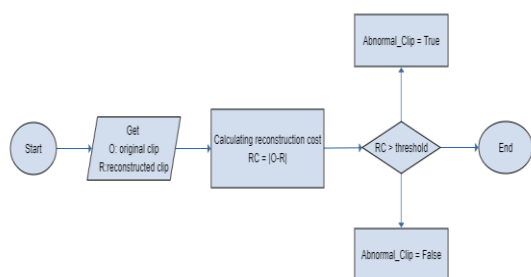 Abnormal_Clip = True
Start
Get
O: original clip
R:reconstructed clip
Calculating reconstruction cost
RC = |O-R|
RC > threshold
End
Abnormal_Clip = False